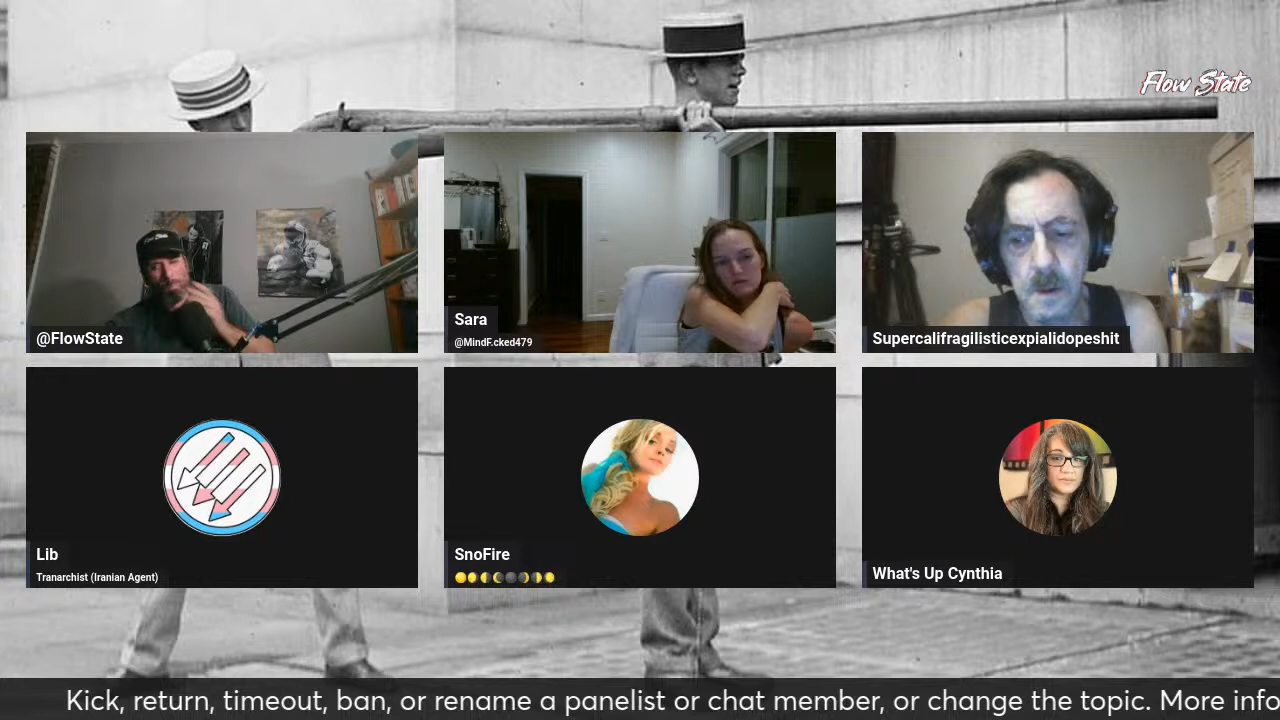 Flow State
@FlowState
Sara
@MindF.cked479
Supercalifragilisticexpialidopeshit
Lib
Tranarchist (Iranian Agent)
SnoFire
What's Up Cynthia
Kick, return, timeout, ban, or rename a panelist or chat member, or change the topic. More info